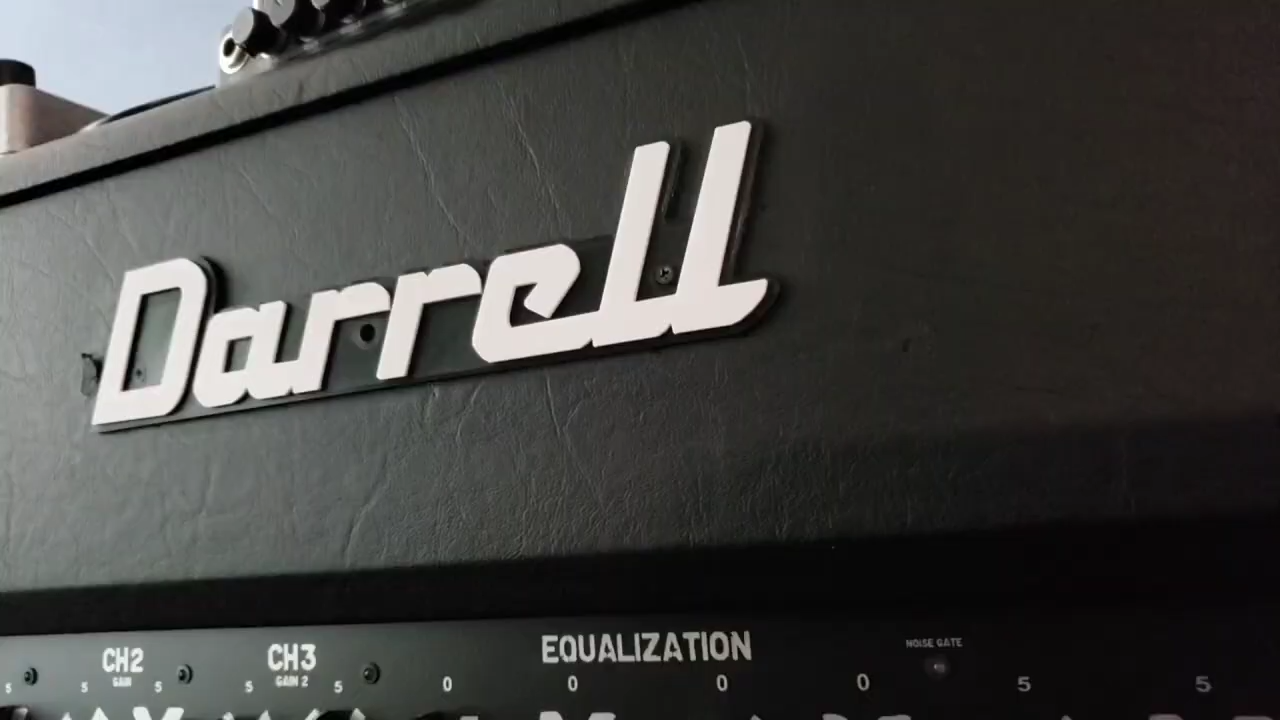 Darrell
CH2
GAIN
CH3
GAIN 2
EQUALIZATION
NOISE GATE
5 5 5 5 5 0 0 0 0 5 5